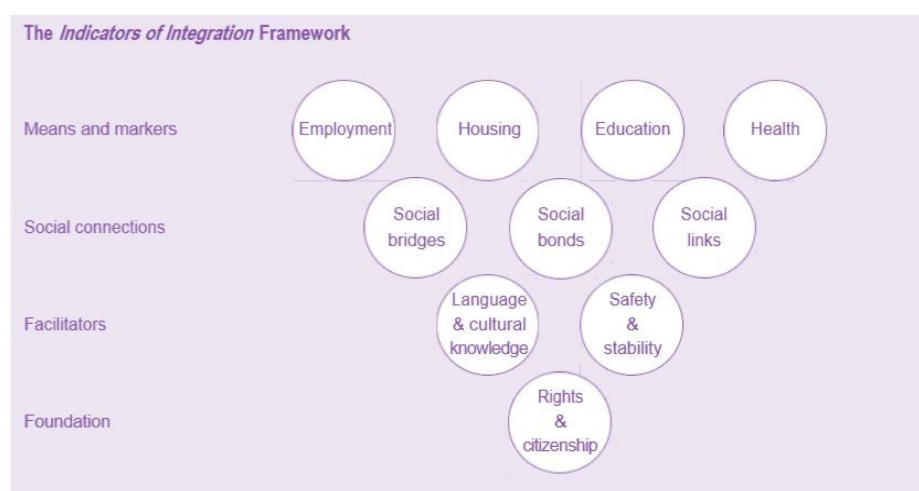 The Indicators of Integration Framework
Means and markers
Employment
Housing
Education
Health
Social connections
Social
bridges
Social
bonds
Social
links
Facilitators
Language
& cultural
knowledge
Safety
&
stability
Foundation
Rights
&
citizenship